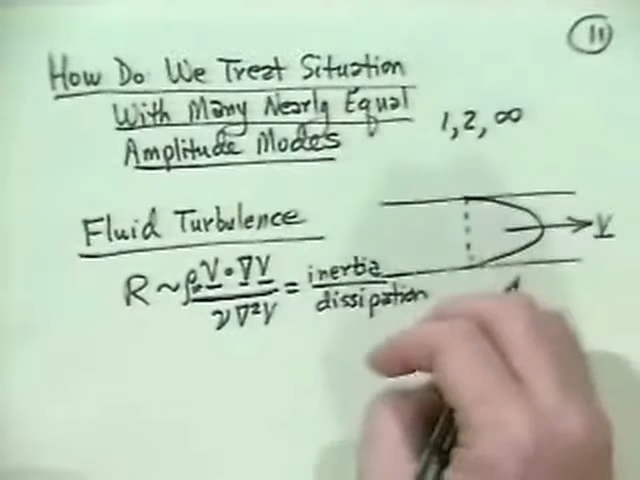 11
How Do We Treat Situation
With Many Nearly Equal
Amplitude Modes
1, 2, ∞
Fluid Turbulence
V
R ~ ρ V · ∇V / ν ∇²V = inertia / dissipation